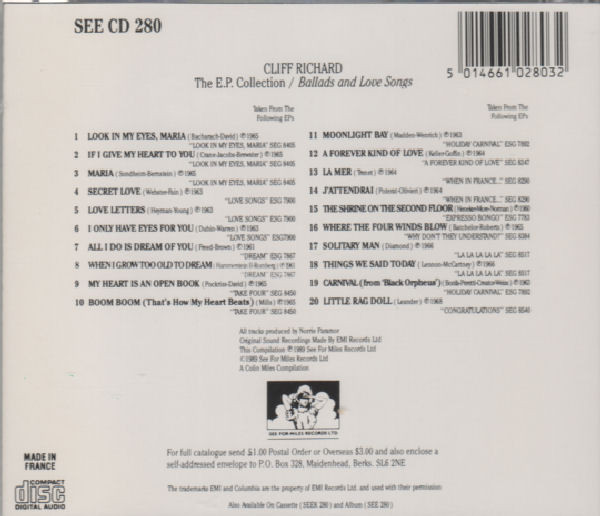 SEE CD 280
5 014661 028032
CLIFF RICHARD
The E.P. Collection / Ballads and Love Songs
Taken From The
Following EPs
1 LOOK IN MY EYES, MARIA (Bacharach-David) ℗1965
"LOOK IN MY EYES, MARIA" SEG 8405
2 IF I GIVE MY HEART TO YOU (Crane-Jacobs-Brewster) ℗1965
"LOOK IN MY EYES, MARIA" SEG 8405
3 MARIA (Sondheim-Bernstein) ℗1965
"LOOK IN MY EYES, MARIA" SEG 8405
4 SECRET LOVE (Webster-Fain) ℗1963
"LOVE SONGS" ESG 7900
5 LOVE LETTERS (Heyman-Young) ℗1963
"LOVE SONGS" ESG 7900
6 I ONLY HAVE EYES FOR YOU (Dubin-Warren) ℗1963
"LOVE SONGS" ESG7900
7 ALL I DO IS DREAM OF YOU (Freed-Brown) ℗1961
"DREAM" ESG 7867
8 WHEN I GROW TOO OLD TO DREAM (Hammerstein II-Romberg) ℗1961
"DREAM" ESG 7867
9 MY HEART IS AN OPEN BOOK (Pockriss-David) ℗1965
"TAKE FOUR" SEG 8450
10 BOOM BOOM (That's How My Heart Beats) (Mills) ℗1965
"TAKE FOUR" SEG 8450
Taken From The
Following EPs
11 MOONLIGHT BAY (Madden-Wenrich) ℗1963
"HOLIDAY CARNIVAL" ESG 7892
12 A FOREVER KIND OF LOVE (Keller-Goffin) ℗1964
"A FOREVER KIND OF LOVE" SEG 8347
13 LA MER (Trenet) ℗1964
"WHEN IN FRANCE..." SEG 8290
14 J'ATTENDRAI (Poterat-Olivieri) ℗1964
"WHEN IN FRANCE..." SEG 8290
15 THE SHRINE ON THE SECOND FLOOR (Heneker-More-Norman) ℗1960
"EXPRESSO BONGO" ESG 7783
16 WHERE THE FOUR WINDS BLOW (Batchelor-Roberts) ℗1965
"WHY DON'T THEY UNDERSTAND?" SEG 8384
17 SOLITARY MAN (Diamond) ℗1966
"LA LA LA LA LA" SEG 8517
18 THINGS WE SAID TODAY (Lennon-McCartney) ℗1966
"LA LA LA LA LA" SEG 8517
19 CARNIVAL (from 'Black Orpheus') (Bonfa-Peretti-Creatore-Weiss) ℗1963
"HOLIDAY CARNIVAL" ESG 7892
20 LITTLE RAG DOLL (Leander) ℗1968
"CONGRATULATIONS" SEG 8540
All tracks produced by Norrie Paramor
Original Sound Recordings Made By EMI Records Ltd
This Compilation ℗1989 See For Miles Records Ltd
©1989 See For Miles Records Ltd
A Colin Miles Compilation
SEE FOR MILES RECORDS LTD
For full catalogue send £1.00 Postal Order or Overseas $3.00 and also enclose a
self-addressed envelope to P.O. Box 328, Maidenhead, Berks. SL6 2NE
MADE IN
FRANCE
COMPACT
disc
DIGITAL AUDIO
The trademarks EMI and Columbia are the property of EMI Records Ltd. and used with their permission
Also Available On Cassette (SEEK 280) and Album (SEE 280)